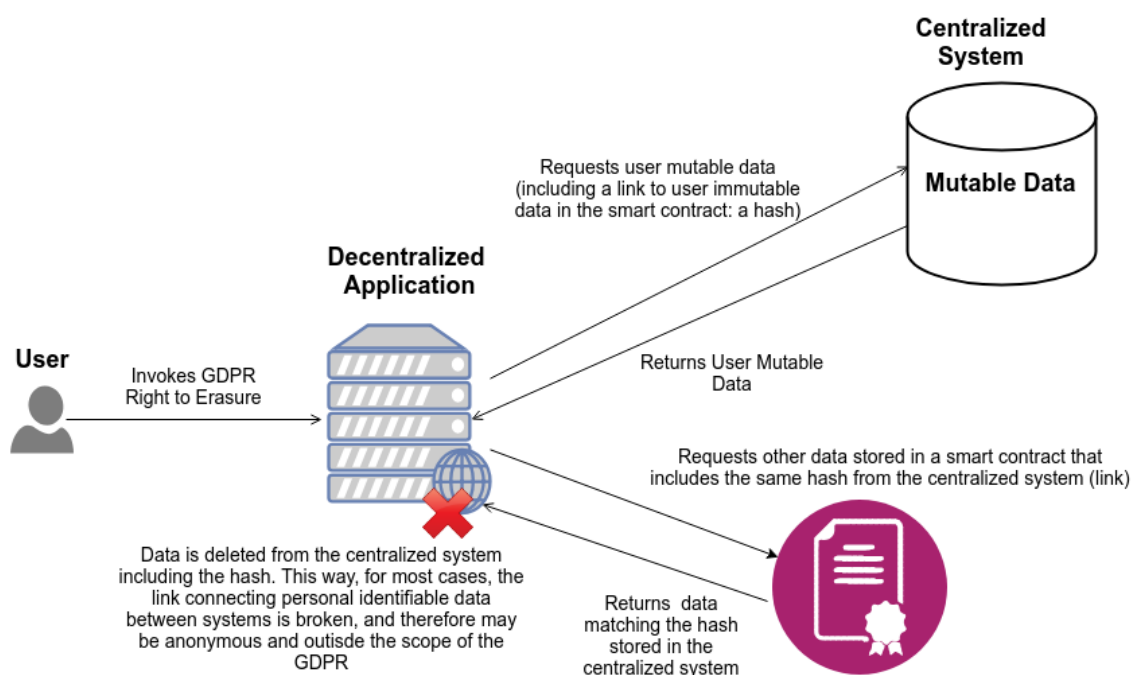 Centralized
System
Mutable Data
Requests user mutable data
(including a link to user immutable
data in the smart contract: a hash)
Decentralized
Application
User
Invokes GDPR
Right to Erasure
Returns User Mutable
Data
Requests other data stored in a smart contract that
includes the same hash from the centralized system (link)
Data is deleted from the centralized system
including the hash. This way, for most cases, the
link connecting personal identifiable data
between systems is broken, and therefore may
be anonymous and outisde the scope of the
GDPR
Returns data
matching the hash
stored in the
centralized system